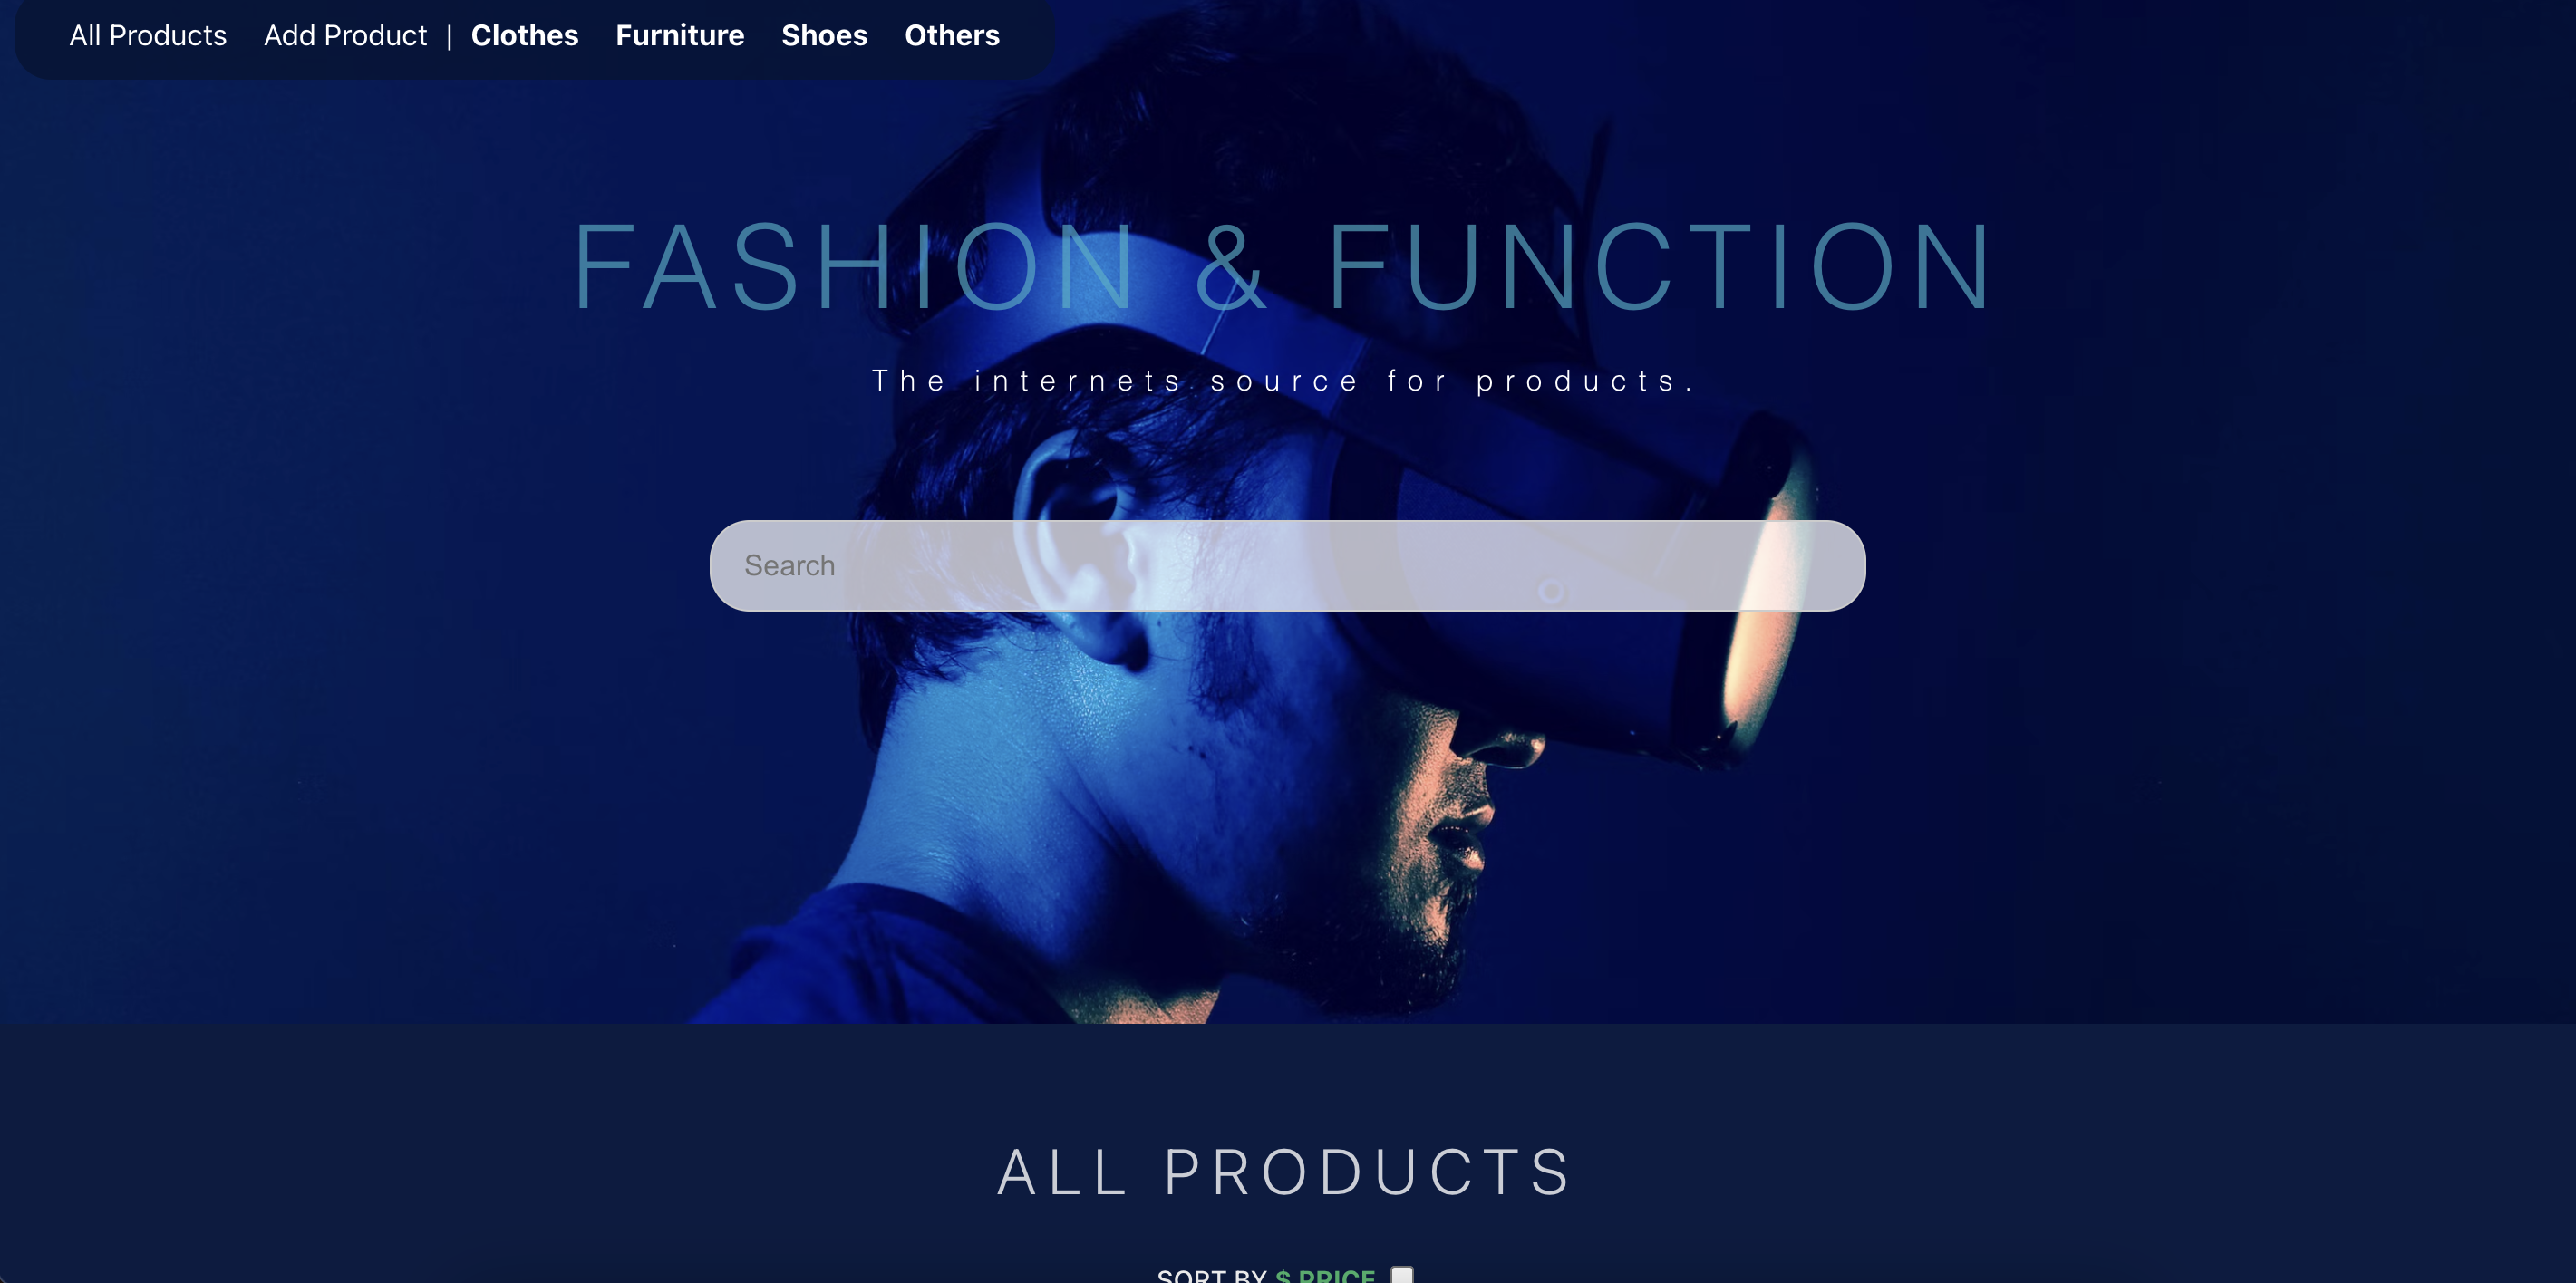 All Products Add Product | Clothes Furniture Shoes Others
FASHION & FUNCTION
The internets source for products.
Search
ALL PRODUCTS
SORT BY $ PRICE